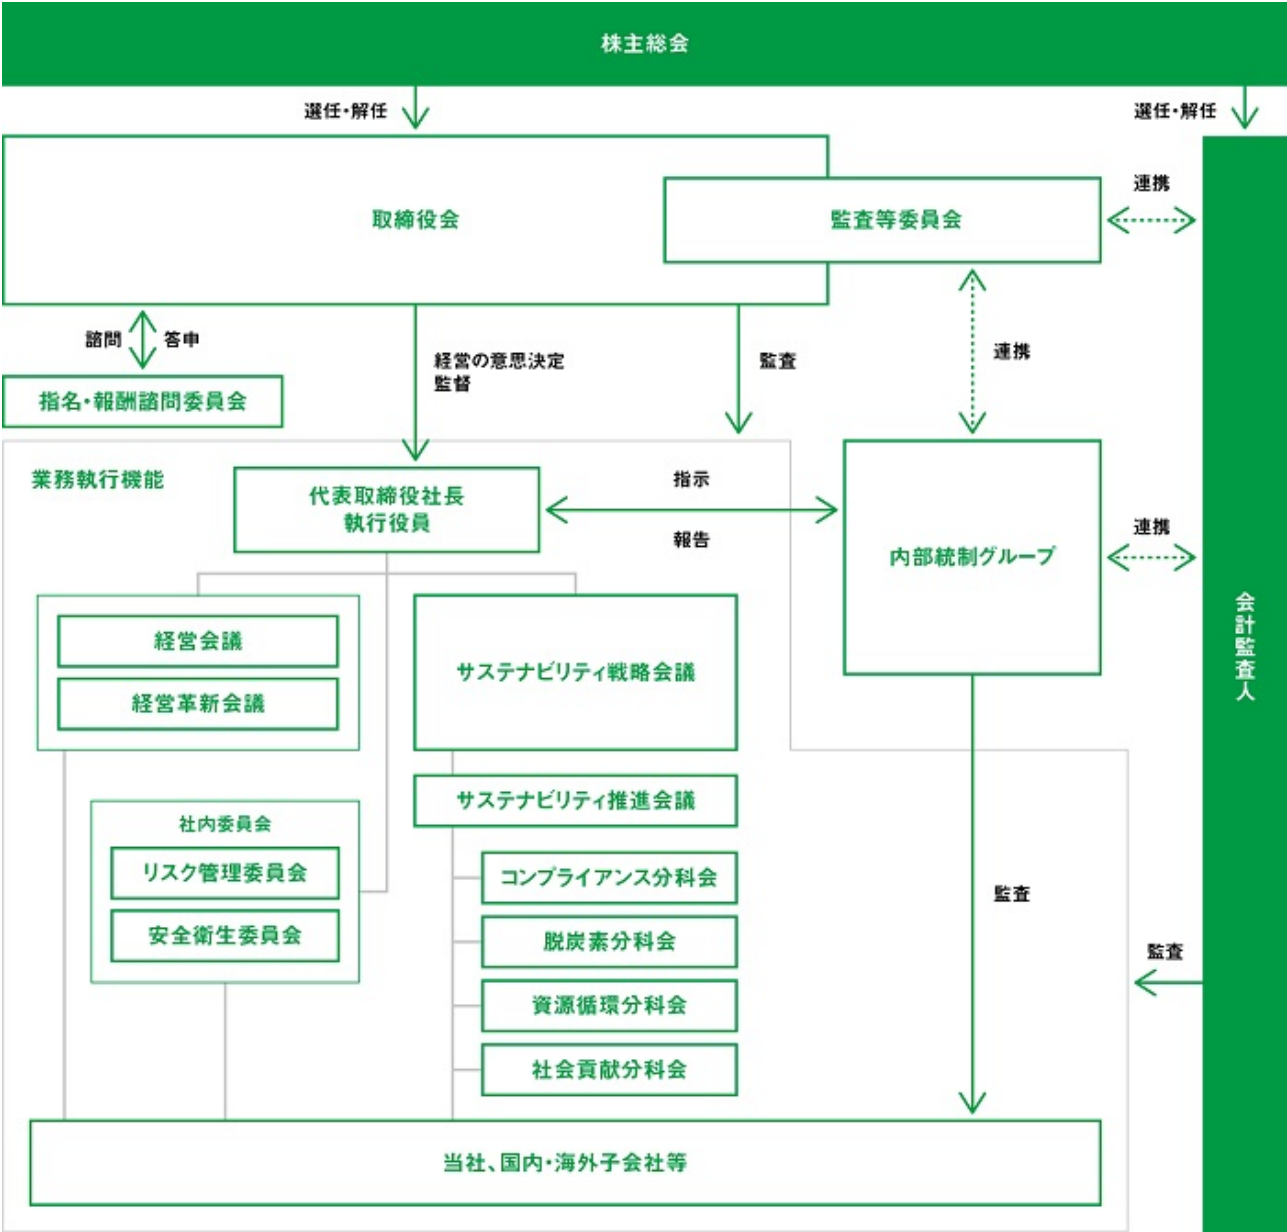 株主総会
選任・解任
選任・解任
取締役会
監査等委員会
連携
諮問
答申
経営の意思決定
監督
監査
連携
指名・報酬諮問委員会
業務執行機能
代表取締役社長
執行役員
指示
報告
内部統制グループ
連携
会計監査人
経営会議
経営革新会議
サステナビリティ戦略会議
サステナビリティ推進会議
社内委員会
リスク管理委員会
安全衛生委員会
コンプライアンス分科会
脱炭素分科会
資源循環分科会
社会貢献分科会
監査
監査
当社、国内・海外子会社等